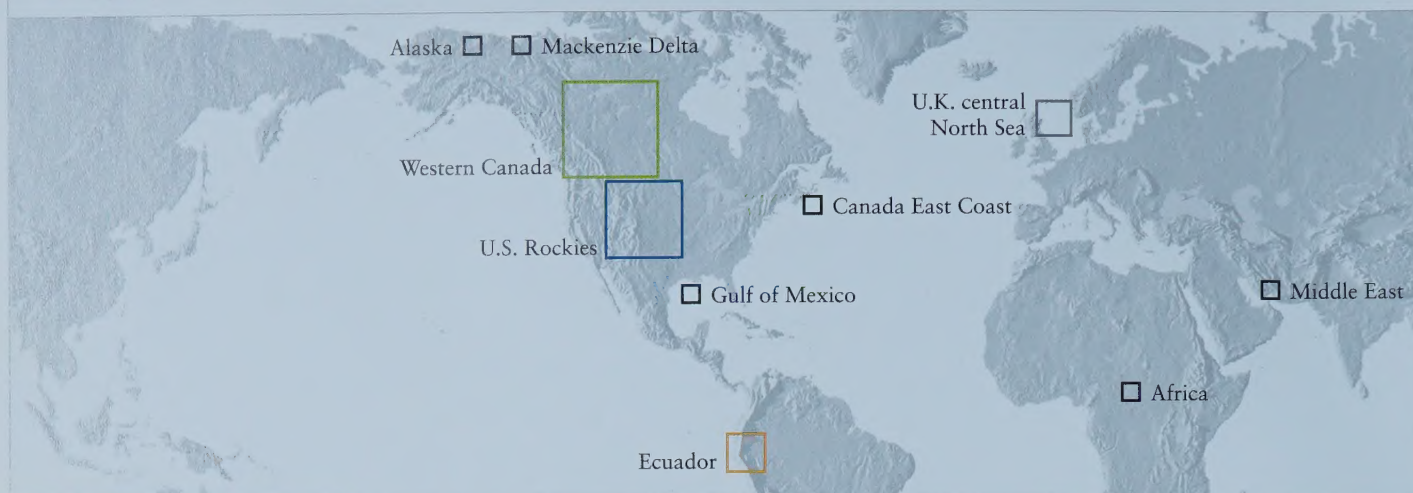 Alaska
Mackenzie Delta
U.K. central
North Sea
Western Canada
Canada East Coast
U.S. Rockies
Gulf of Mexico
Middle East
Africa
Ecuador